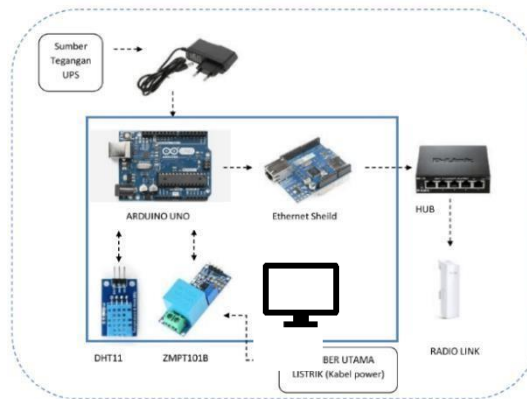 Sumber
Tegangan
UPS
ARDUINO UNO
Ethernet Sheild
HUB
DHT11
ZMPT101B
BER UTAMA
LISTRIK (Kabel power)
RADIO LINK